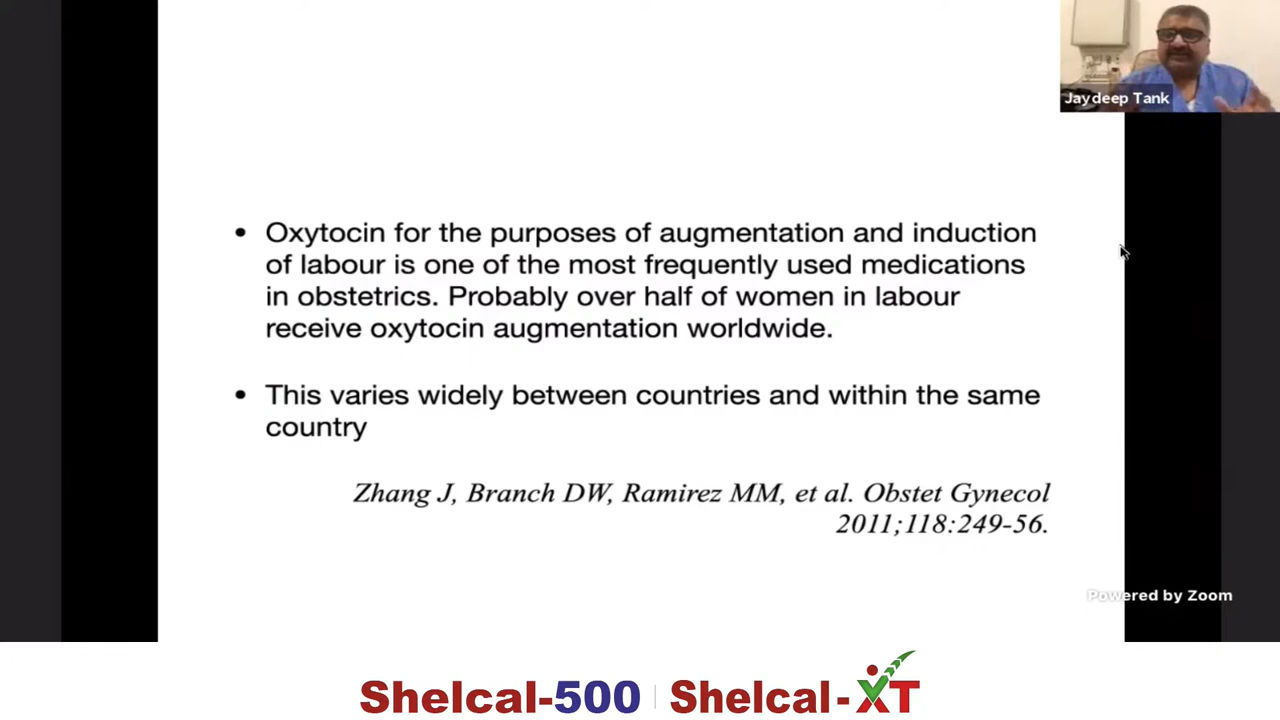 Jaydeep Tank
• Oxytocin for the purposes of augmentation and induction
of labour is one of the most frequently used medications
in obstetrics. Probably over half of women in labour
receive oxytocin augmentation worldwide.
• This varies widely between countries and within the same
country
Zhang J, Branch DW, Ramirez MM, et al. Obstet Gynecol
2011;118:249-56.
Powered by Zoom
Shelcal-500 | Shelcal-XT